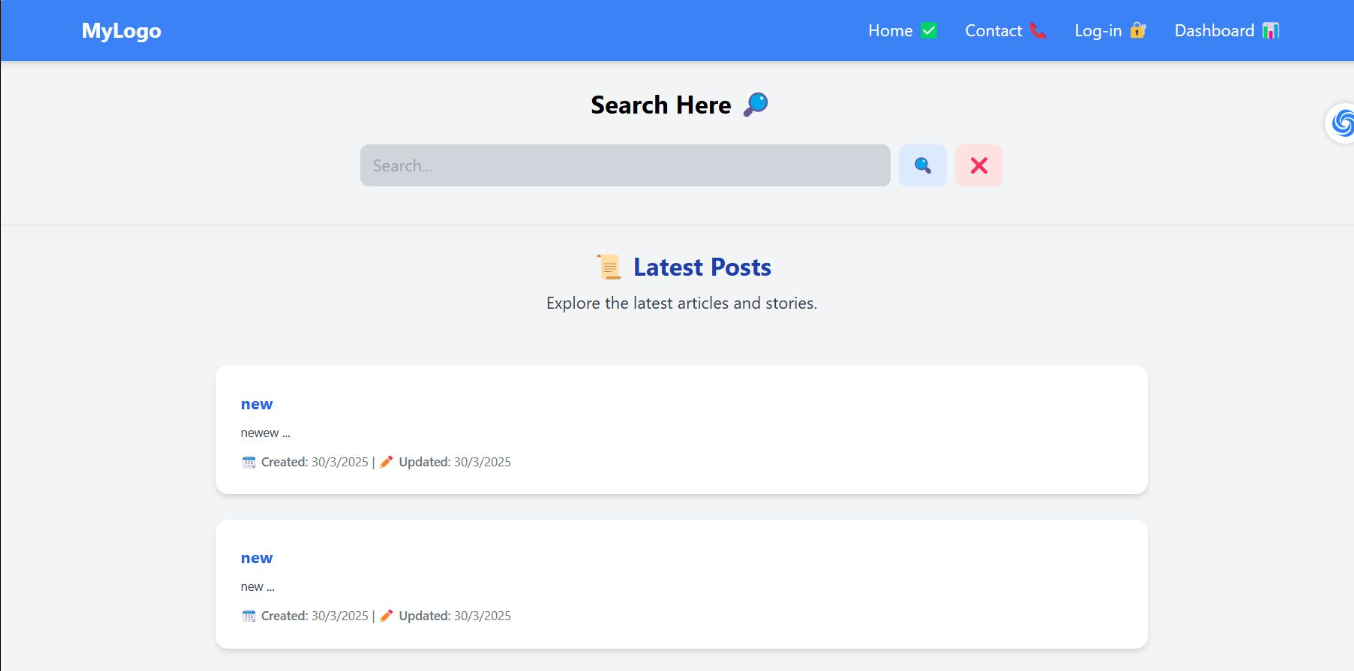 MyLogo
Home ✅ Contact 📞 Log-in 🔐 Dashboard 📊
Search Here 🔎
Search...
📜 Latest Posts
Explore the latest articles and stories.
new
newew ...
📅 Created: 30/3/2025 | ✏️ Updated: 30/3/2025
new
new ...
📅 Created: 30/3/2025 | ✏️ Updated: 30/3/2025